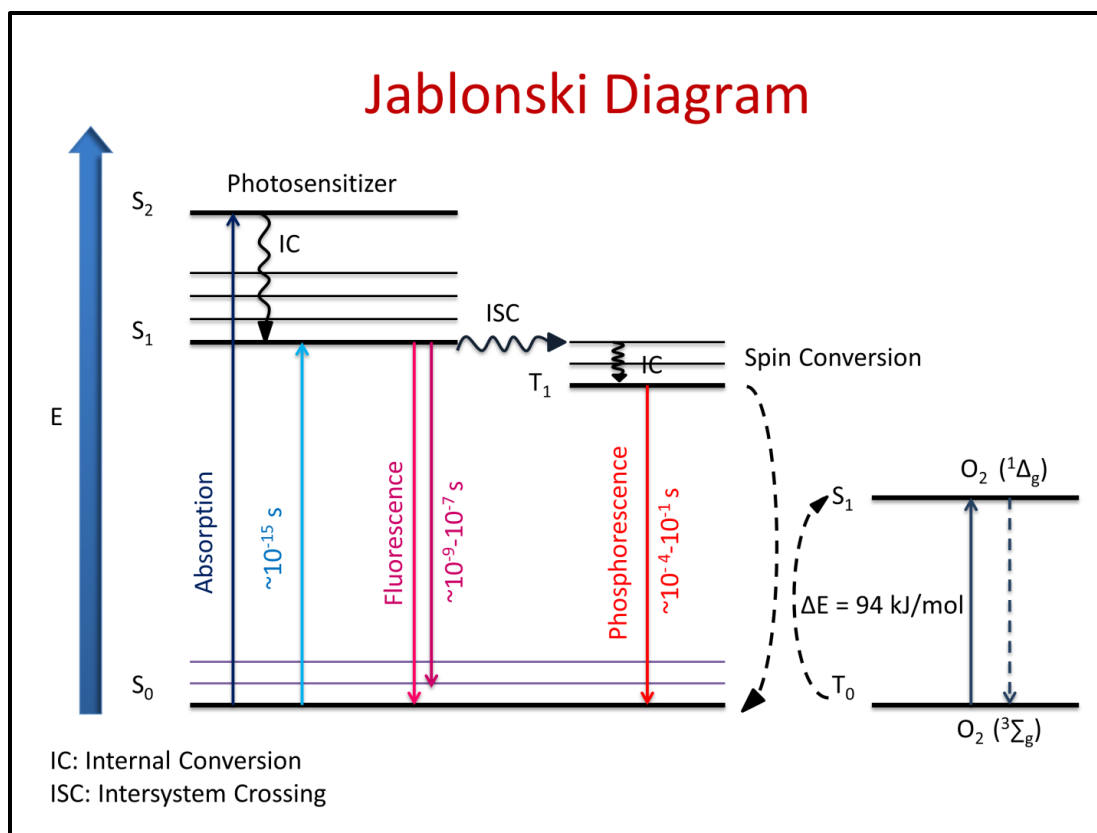 Jablonski Diagram
Photosensitizer
S₂
IC
S₁
ISC
IC
Spin Conversion
T₁
E
Absorption
~10⁻¹⁵ s
Fluorescence
~10⁻⁹-10⁻⁷ s
Phosphorescence
~10⁻⁴-10⁻¹ s
O₂ (¹Δg)
S₁
ΔE = 94 kJ/mol
S₀
T₀
O₂ (³∑g)
IC: Internal Conversion
ISC: Intersystem Crossing